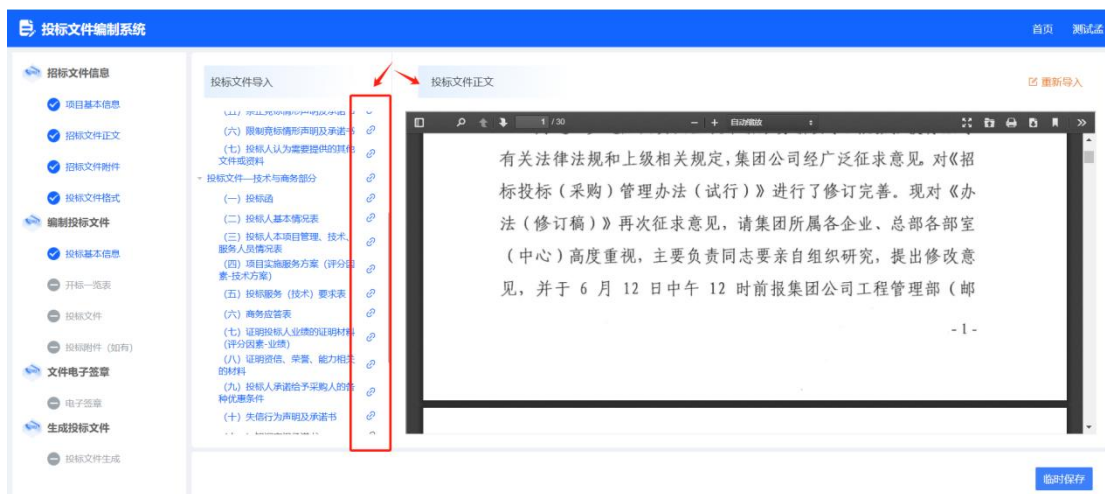 投标文件编制系统
首页 测试孟
招标文件信息
项目基本信息
招标文件正文
招标文件附件
投标文件格式
编制投标文件
投标基本信息
开标一览表
投标文件
投标附件（如有）
文件电子签章
电子签章
生成投标文件
投标文件生成
投标文件导入
（六）限制竞标情形声明及承诺书
（七）投标人认为需要提供的其他
文件或资料
投标文件—技术与商务部分
（一）投标函
（二）投标人基本情况表
（三）投标人本项目管理、技术、
服务人员情况表
（四）项目实施服务方案（评分因
素-技术方案）
（五）投标服务（技术）要求表
（六）商务应答表
（七）证明投标人业绩的证明材料
（评分因素-业绩）
（八）证明资信、荣誉、能力相关
的材料
（九）投标人承诺给予采购人的各
种优惠条件
（十）失信行为声明及承诺书
投标文件正文
重新导入
1 / 30
自动缩放
有关法律法规和上级相关规定,集团公司经广泛征求意见,对《招
标投标（采购）管理办法（试行）》进行了修订完善。现对《办
法（修订稿）》再次征求意见，请集团所属各企业、总部各部室
（中心）高度重视，主要负责同志要亲自组织研究，提出修改意
见，并于 6 月 12 日中午 12 时前报集团公司工程管理部（邮
- 1 -
临时保存